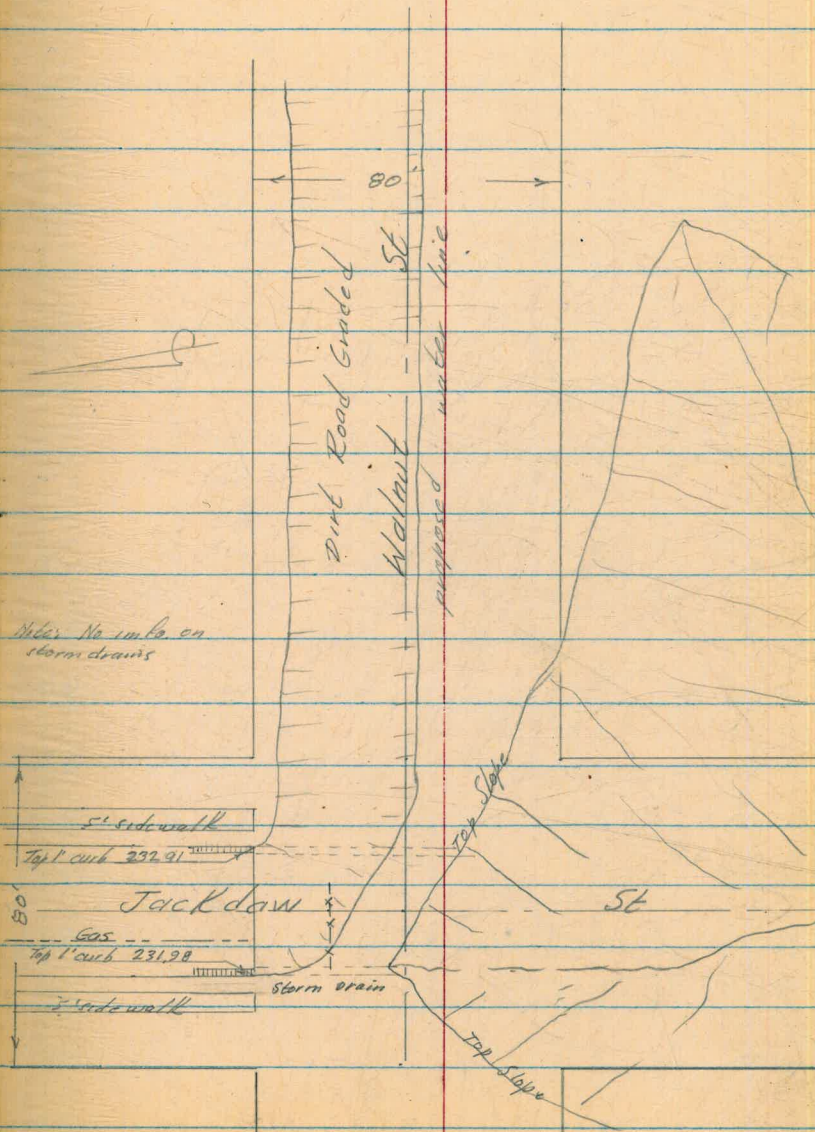 80'
Dirt Road Graded
Walnut St
proposed water line
Note: No info. on
storm drains
5' sidewalk
Top 1' curb 232.91
Top Slope
80'
Jackdaw St
Gas
Top 1' curb 231.98
Storm Drain
5' sidewalk
Top Slope